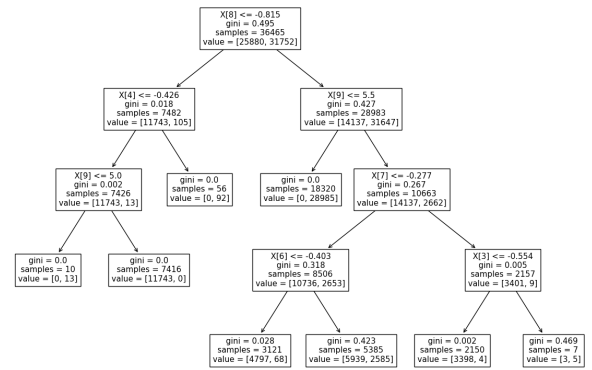 X[8] <= -0.815
gini = 0.495
samples = 36465
value = [25880, 31752]
X[4] <= -0.426
gini = 0.018
samples = 7482
value = [11743, 105]
X[9] <= 5.5
gini = 0.427
samples = 28983
value = [14137, 31647]
X[9] <= 5.0
gini = 0.002
samples = 7426
value = [11743, 13]
gini = 0.0
samples = 56
value = [0, 92]
gini = 0.0
samples = 18320
value = [0, 28985]
X[7] <= -0.277
gini = 0.267
samples = 10663
value = [14137, 2662]
gini = 0.0
samples = 10
value = [0, 13]
gini = 0.0
samples = 7416
value = [11743, 0]
X[6] <= -0.403
gini = 0.318
samples = 8506
value = [10736, 2653]
X[3] <= -0.554
gini = 0.005
samples = 2157
value = [3401, 9]
gini = 0.028
samples = 3121
value = [4797, 68]
gini = 0.423
samples = 5385
value = [5939, 2585]
gini = 0.002
samples = 2150
value = [3398, 4]
gini = 0.469
samples = 7
value = [3, 5]